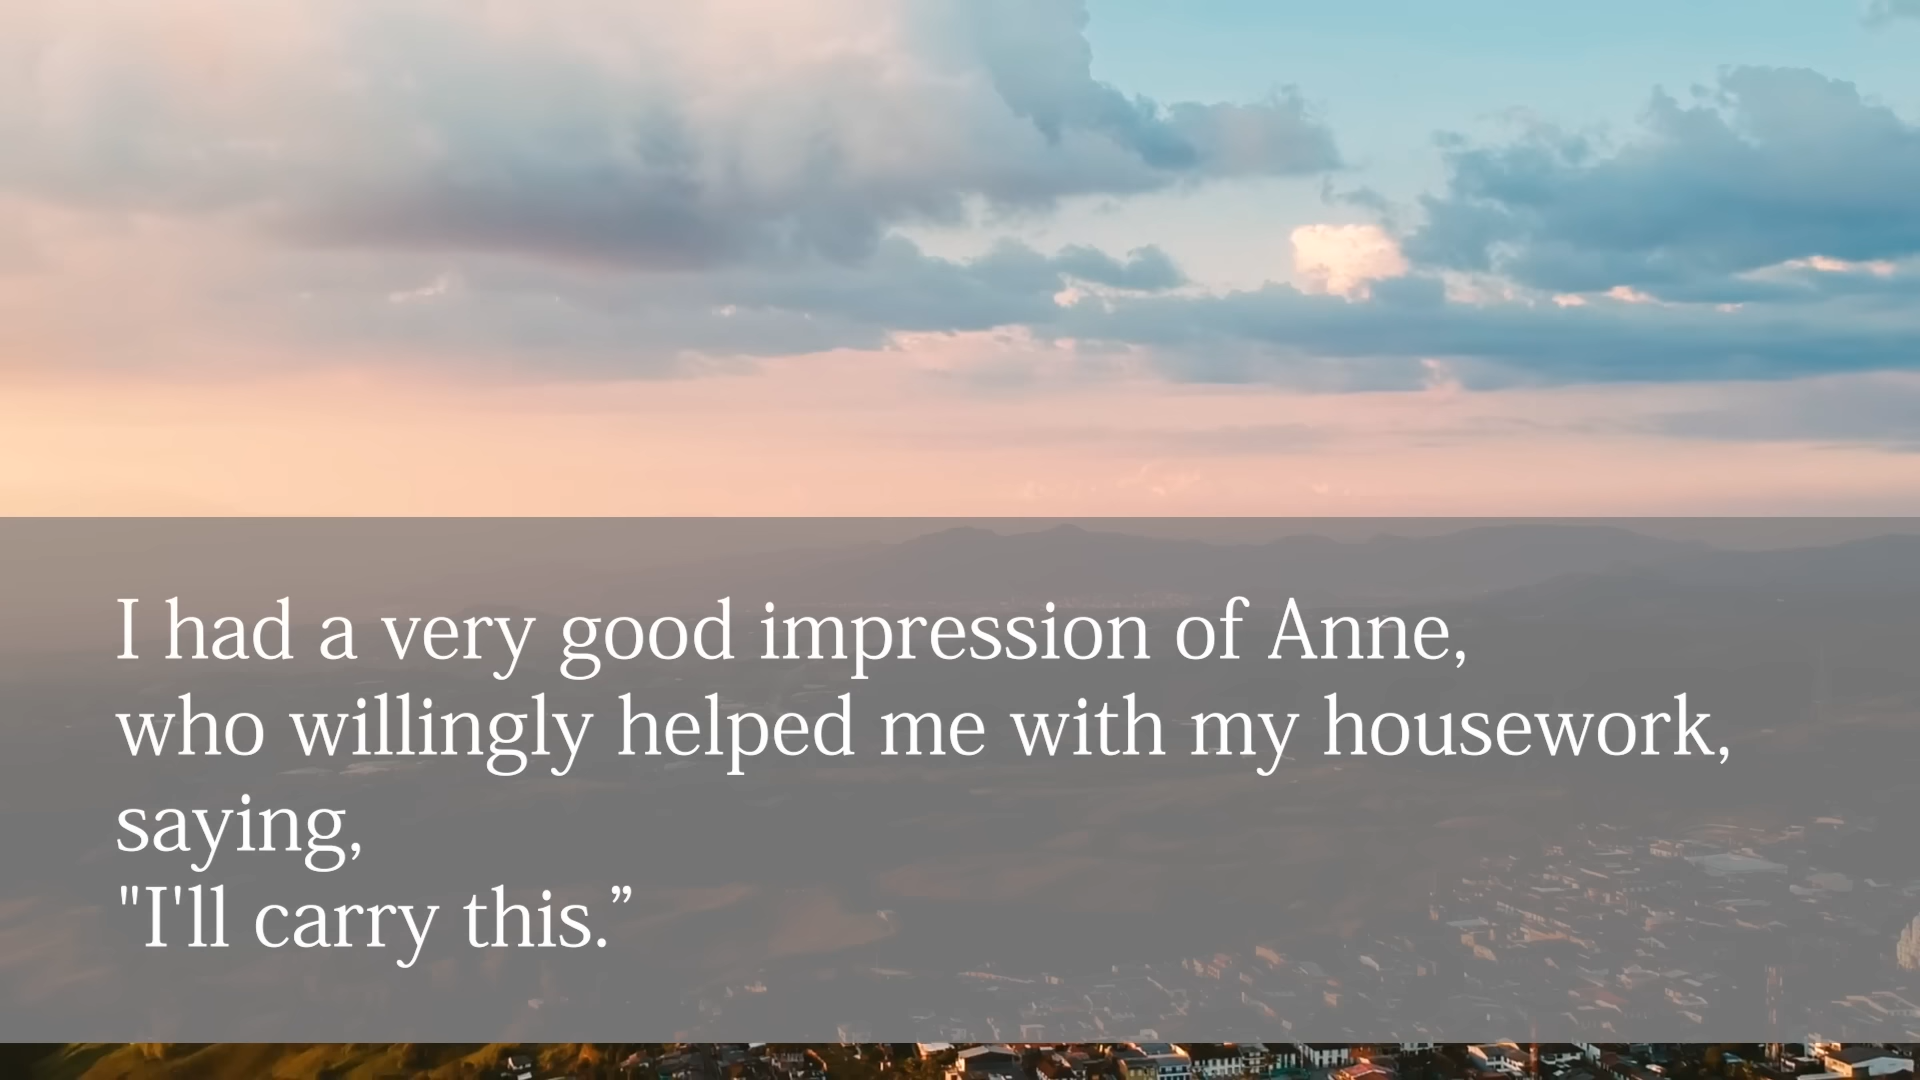 I had a very good impression of Anne,
who willingly helped me with my housework,
saying,
"I'll carry this.”